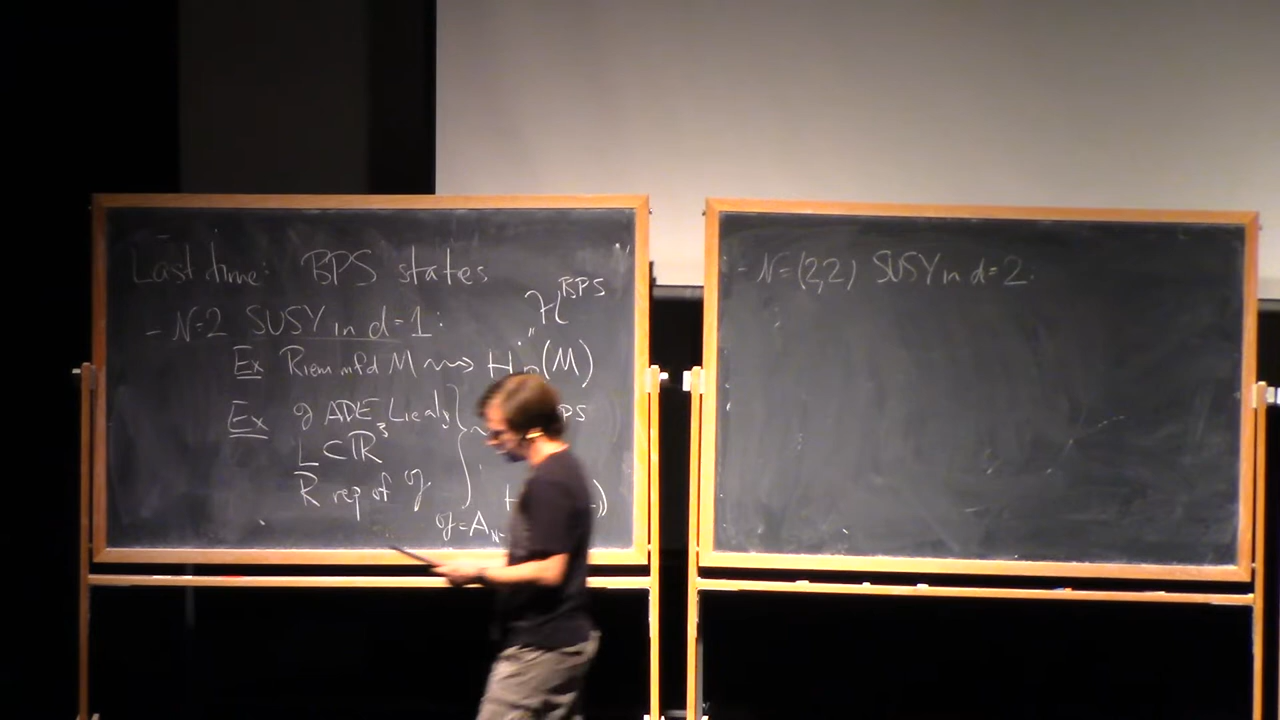 Last time: BPS states
H^BPS
- N=2 SUSY in d=1:
Ex Riem mfd M ⇝ H (M)
Ex g ADE Lie alg
L ⊂ ℝ³
R rep of g
g = A_N-
- N=(2,2) SUSY in d=2: